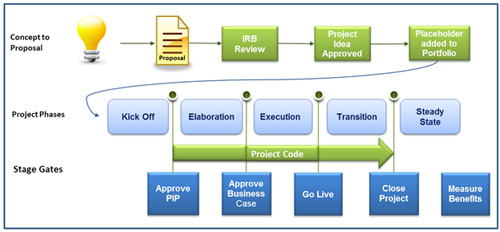 Concept to
Proposal
Proposal
IRB
Review
Project
Idea
Approved
Placeholder
added to
Portfolio
Project Phases
Kick Off
Elaboration
Execution
Transition
Steady
State
Project Code
Stage Gates
Approve
PIP
Approve
Business
Case
Go Live
Close
Project
Measure
Benefits